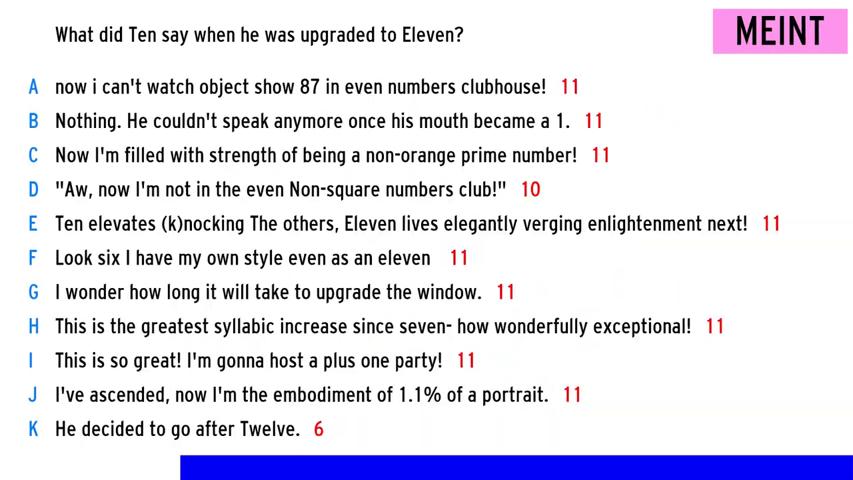 MEINT
What did Ten say when he was upgraded to Eleven?
A now i can't watch object show 87 in even numbers clubhouse! 11
B Nothing. He couldn't speak anymore once his mouth became a 1. 11
C Now I'm filled with strength of being a non-orange prime number! 11
D "Aw, now I'm not in the even Non-square numbers club!" 10
E Ten elevates (k)nocking The others, Eleven lives elegantly verging enlightenment next! 11
F Look six I have my own style even as an eleven 11
G I wonder how long it will take to upgrade the window. 11
H This is the greatest syllabic increase since seven- how wonderfully exceptional! 11
I This is so great! I'm gonna host a plus one party! 11
J I've ascended, now I'm the embodiment of 1.1% of a portrait. 11
K He decided to go after Twelve. 6